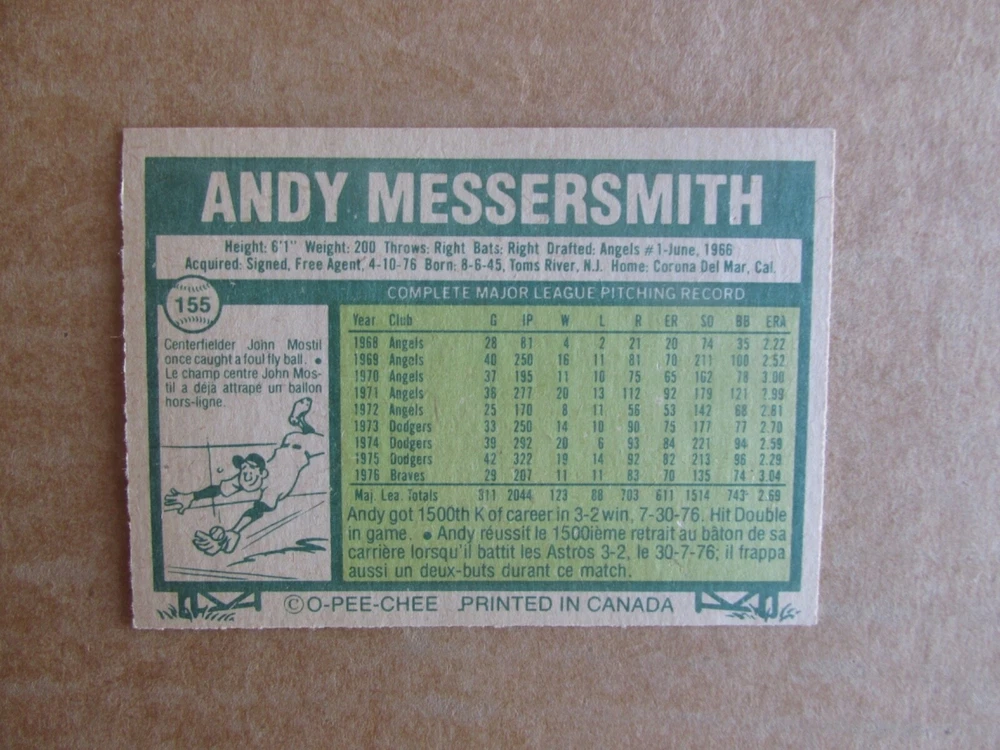 ANDY MESSERSMITH
Height: 6'1" Weight: 200 Throws: Right Bats: Right Drafted: Angels #1-June, 1966
Acquired: Signed, Free Agent, 4-10-76 Born: 8-6-45, Toms River, N.J. Home: Corona Del Mar, Cal.
155
Centerfielder John Mostil
once caught a foul fly ball. •
Le champ centre John Mos-
til a déjà attrapé un ballon
hors-ligne.
COMPLETE MAJOR LEAGUE PITCHING RECORD
Year Club G IP W L R ER SO BB ERA
1968 Angels 28 81 4 2 21 20 74 35 2.22
1969 Angels 40 250 16 11 81 70 211 100 2.52
1970 Angels 37 195 11 10 75 65 162 78 3.00
1971 Angels 38 277 20 13 112 92 179 121 2.99
1972 Angels 25 170 8 11 56 53 142 68 2.81
1973 Dodgers 33 250 14 10 90 75 177 77 2.70
1974 Dodgers 39 292 20 6 93 84 221 94 2.59
1975 Dodgers 42 322 19 14 92 82 213 96 2.29
1976 Braves 29 207 11 11 83 70 135 74 3.04
Maj. Lea. Totals 311 2044 123 88 703 611 1514 743 2.69
Andy got 1500th K of career in 3-2 win, 7-30-76. Hit Double
in game. • Andy réussit le 1500ième retrait au bâton de sa
carrière lorsqu'il battit les Astros 3-2, le 30-7-76; il frappa
aussi un deux-buts durant ce match.
© O-PEE-CHEE PRINTED IN CANADA